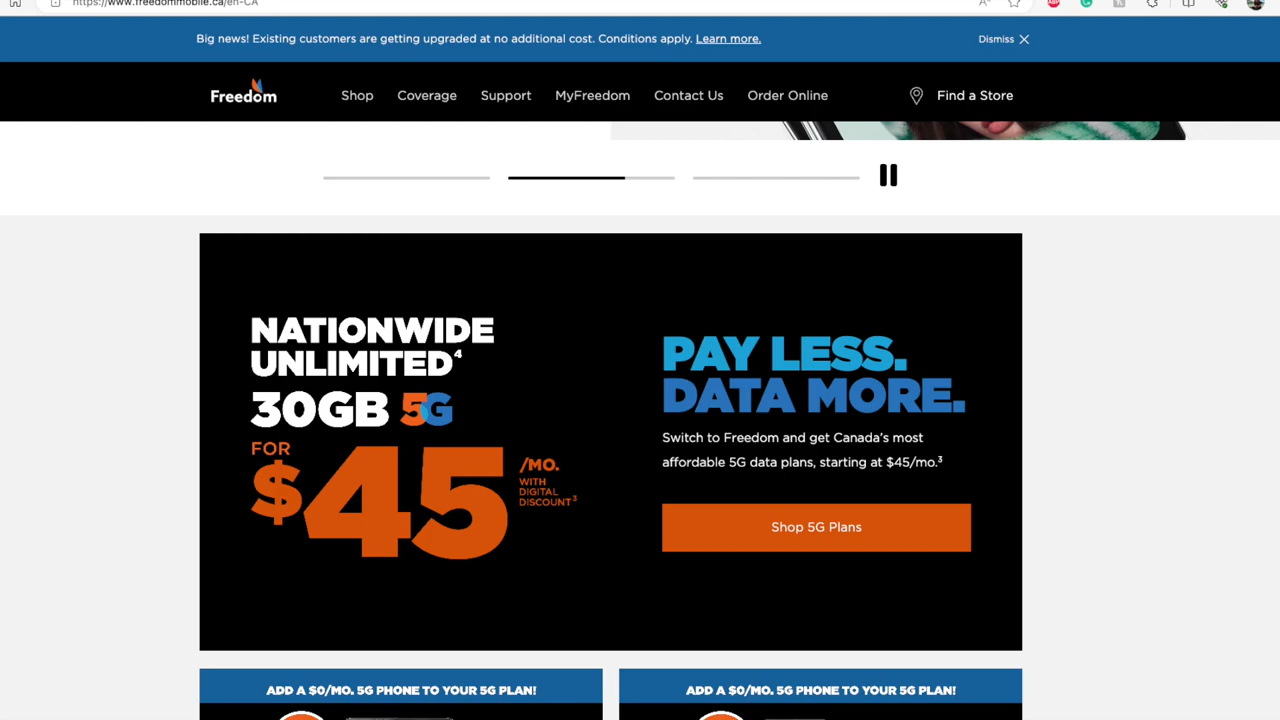 https://www.freedommobile.ca/en-CA
Big news! Existing customers are getting upgraded at no additional cost. Conditions apply. Learn more.
Dismiss
Freedom
Shop
Coverage
Support
MyFreedom
Contact Us
Order Online
Find a Store
NATIONWIDE
UNLIMITED⁴
30GB 5G
FOR
$45
/MO.
WITH
DIGITAL
DISCOUNT³
PAY LESS.
DATA MORE.
Switch to Freedom and get Canada's most
affordable 5G data plans, starting at $45/mo.³
Shop 5G Plans
ADD A $0/MO. 5G PHONE TO YOUR 5G PLAN!
ADD A $0/MO. 5G PHONE TO YOUR 5G PLAN!